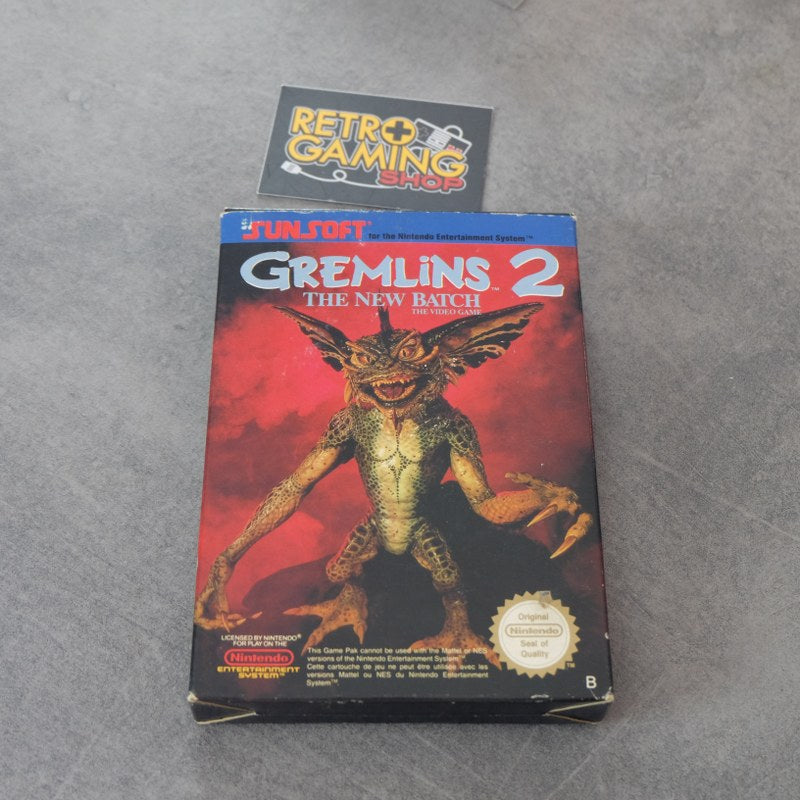 RETRO
GAMING
SHOP
SUNSOFT® for the Nintendo Entertainment System™
GREMLiNS™ 2
THE NEW BATCH
THE VIDEO GAME
LICENSED BY NINTENDO®
FOR PLAY ON THE
Nintendo
ENTERTAINMENT
SYSTEM™
This Game Pak cannot be used with the Mattel or NES
versions of the Nintendo Entertainment System™.
Cette cartouche de jeu ne peut être utilisée avec les
versions Mattel ou NES du Nintendo Entertainment
System™.
Original
Nintendo
Seal of
Quality
TM
B